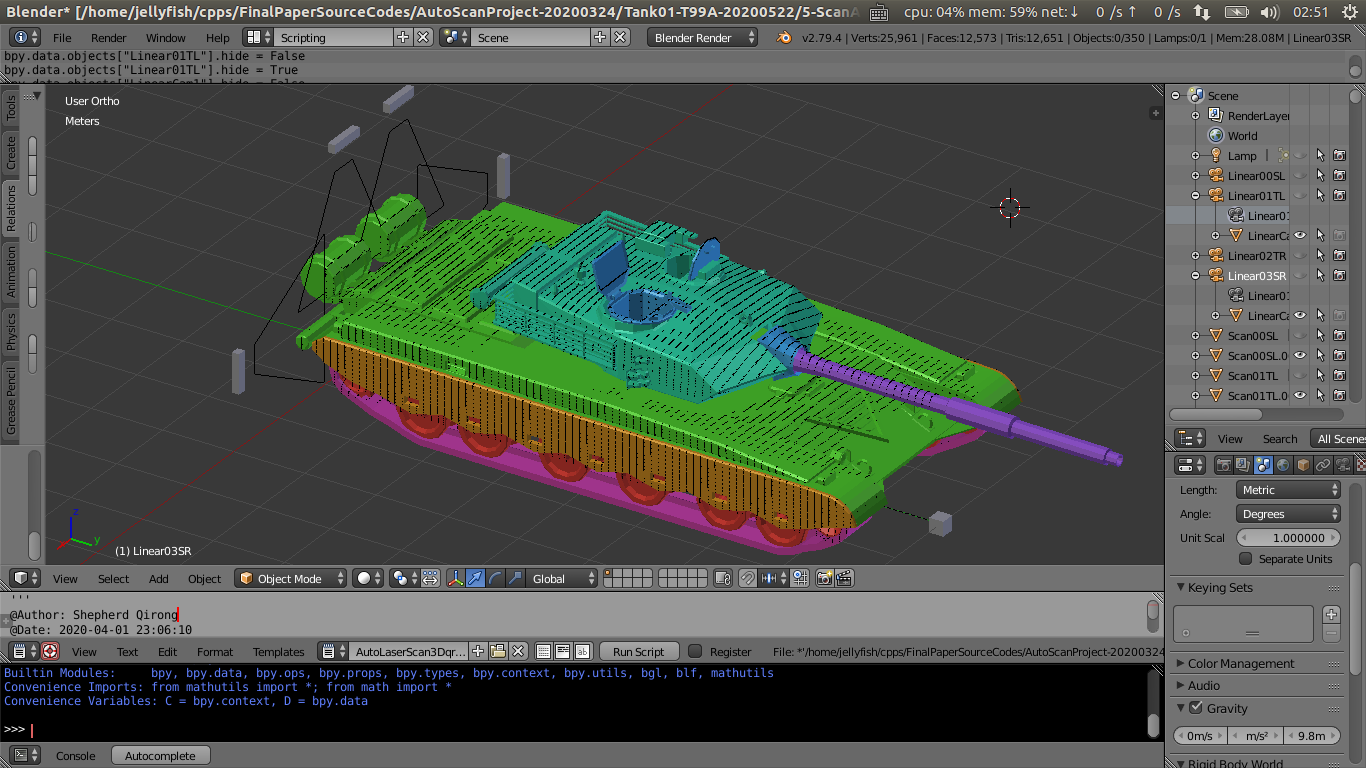 Blender* [/home/jellyfish/cpps/FinalPaperSourceCodes/AutoScanProject-20200324/Tank01-T99A-20200522/5-ScanA
cpu: 04% mem: 59% net:↓ 0 /s ↑ 0 /s 02:51
File Render Window Help Scripting Scene Blender Render v2.79.4 | Verts:25,961 | Faces:12,573 | Tris:12,651 | Objects:0/350 | Lamps:0/1 | Mem:28.08M | Linear03SR
bpy.data.objects["Linear01TL"].hide = False
bpy.data.objects["Linear01TL"].hide = True
bpy.data.objects["LinearCam1"].hide = False
User Ortho
Meters
Tools
Create
Relations
Animation
Physics
Grease Pencil
z
y
(1) Linear03SR
View Select Add Object Object Mode Global
Scene
RenderLayer
World
Lamp
Linear00SL
Linear01TL
Linear01
LinearCa
Linear02TR
Linear03SR
Linear01
LinearCa
Scan00SL
Scan00SL.0
Scan01TL
Scan01TL.0
View Search All Scenes
Length: Metric
Angle: Degrees
Unit Scal 1.000000
Separate Units
Keying Sets
Color Management
Audio
Gravity
0m/s m/s² 9.8m
Rigid Body World
'''
@Author: Shepherd Qirong
@Date: 2020-04-01 23:06:10
View Text Edit Format Templates AutoLaserScan3Dqr... Run Script Register File: *'/home/jellyfish/cpps/FinalPaperSourceCodes/AutoScanProject-20200324
Builtin Modules: bpy, bpy.data, bpy.ops, bpy.props, bpy.types, bpy.context, bpy.utils, bgl, blf, mathutils
Convenience Imports: from mathutils import *; from math import *
Convenience Variables: C = bpy.context, D = bpy.data
>>>
Console Autocomplete